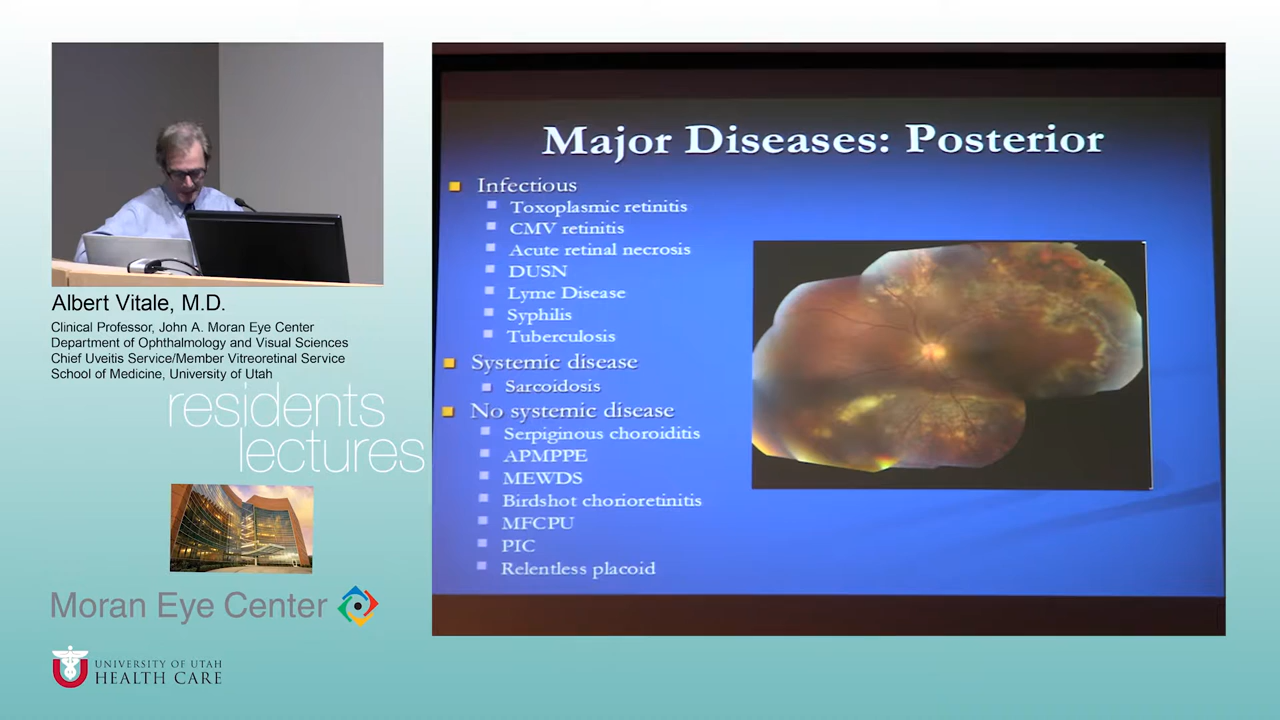 Albert Vitale, M.D.
Clinical Professor, John A. Moran Eye Center
Department of Ophthalmology and Visual Sciences
Chief Uveitis Service/Member Vitreoretinal Service
School of Medicine, University of Utah
residents
lectures
Moran Eye Center
UNIVERSITY OF UTAH
HEALTH CARE
Major Diseases: Posterior
Infectious
Toxoplasmic retinitis
CMV retinitis
Acute retinal necrosis
DUSN
Lyme Disease
Syphilis
Tuberculosis
Systemic disease
Sarcoidosis
No systemic disease
Serpiginous choroiditis
APMPPE
MEWDS
Birdshot chorioretinitis
MFCPU
PIC
Relentless placoid